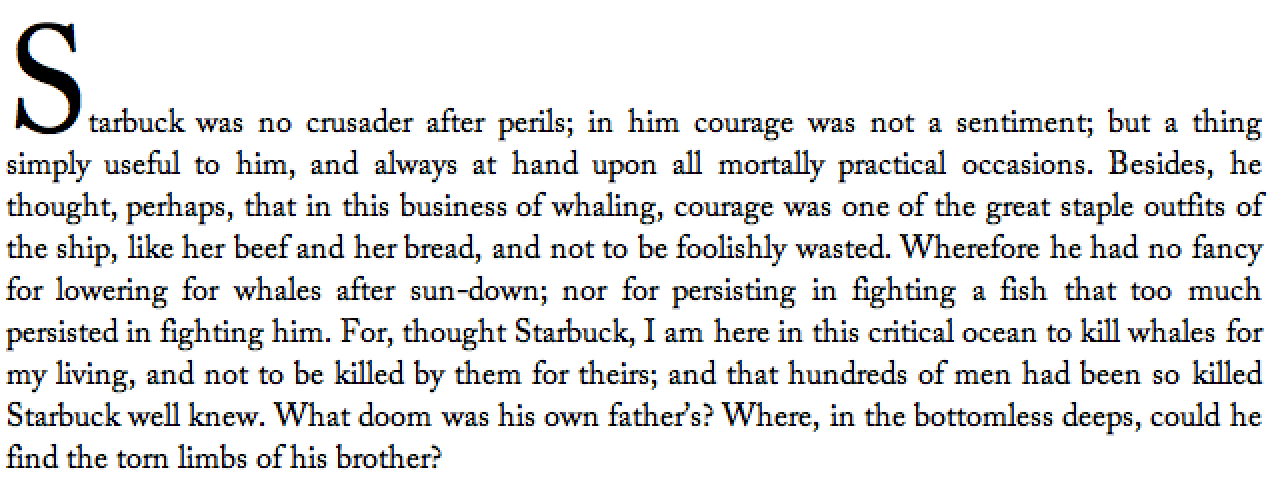 Starbuck was no crusader after perils; in him courage was not a sentiment; but a thing
simply useful to him, and always at hand upon all mortally practical occasions. Besides, he
thought, perhaps, that in this business of whaling, courage was one of the great staple outfits of
the ship, like her beef and her bread, and not to be foolishly wasted. Wherefore he had no fancy
for lowering for whales after sun-down; nor for persisting in fighting a fish that too much
persisted in fighting him. For, thought Starbuck, I am here in this critical ocean to kill whales for
my living, and not to be killed by them for theirs; and that hundreds of men had been so killed
Starbuck well knew. What doom was his own father’s? Where, in the bottomless deeps, could he
find the torn limbs of his brother?